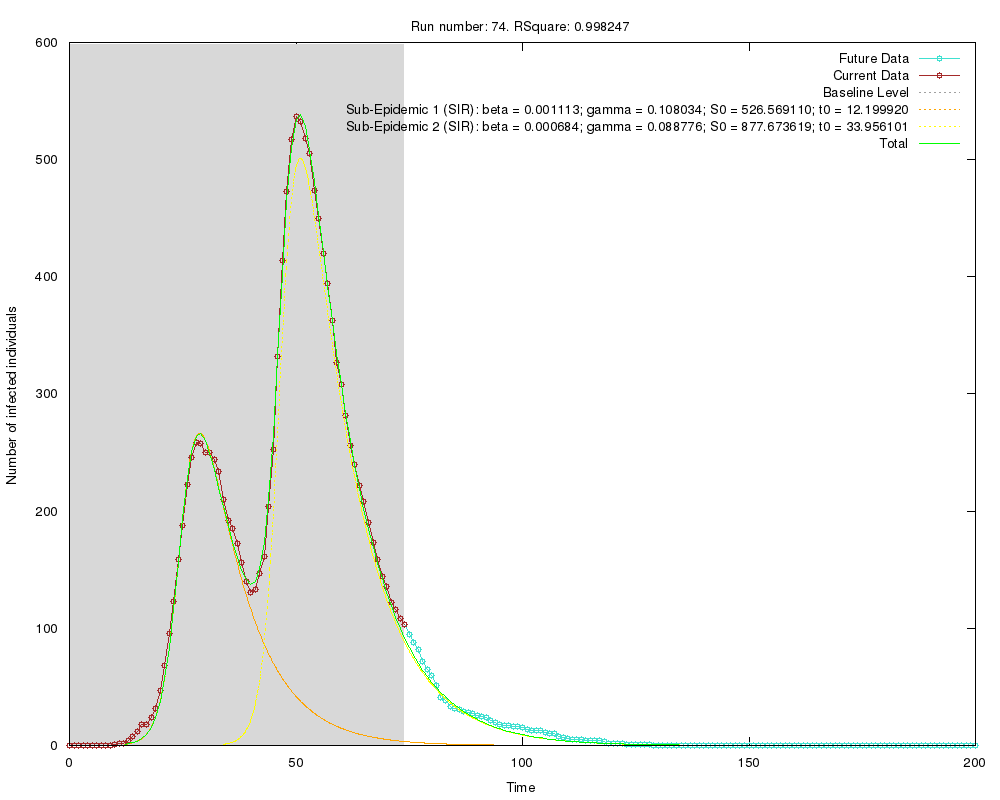 Run number: 74. RSquare: 0.998247
600
500
400
300
200
100
0
Number of infected individuals
Future Data
Current Data
Baseline Level
Sub-Epidemic 1 (SIR): beta = 0.001113; gamma = 0.108034; S0 = 526.569110; t0 = 12.199920
Sub-Epidemic 2 (SIR): beta = 0.000684; gamma = 0.088776; S0 = 877.673619; t0 = 33.956101
Total
0 50 100 150 200
Time